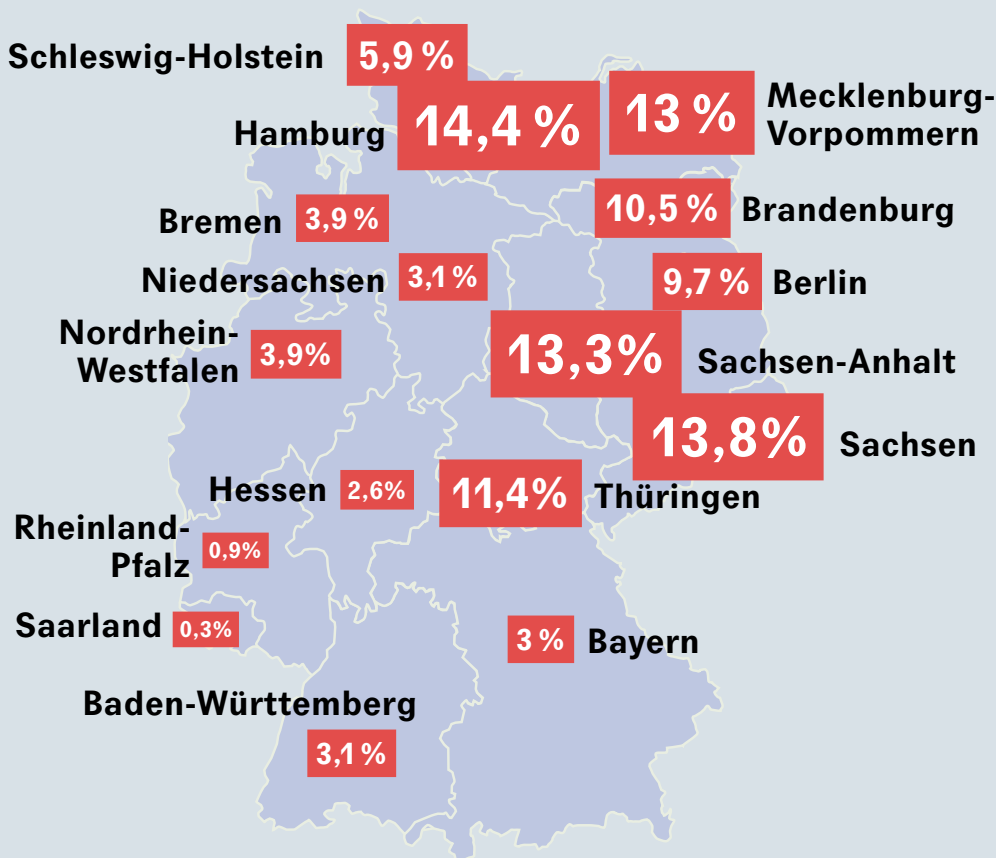 Schleswig-Holstein 5,9 %
Hamburg 14,4 %
13 % Mecklenburg-
Vorpommern
Bremen 3,9 %
10,5 % Brandenburg
Niedersachsen 3,1 %
9,7 % Berlin
Nordrhein-
Westfalen 3,9%
13,3% Sachsen-Anhalt
13,8% Sachsen
Hessen 2,6%
11,4% Thüringen
Rheinland-
Pfalz 0,9%
Saarland 0,3%
3 % Bayern
Baden-Württemberg
3,1 %